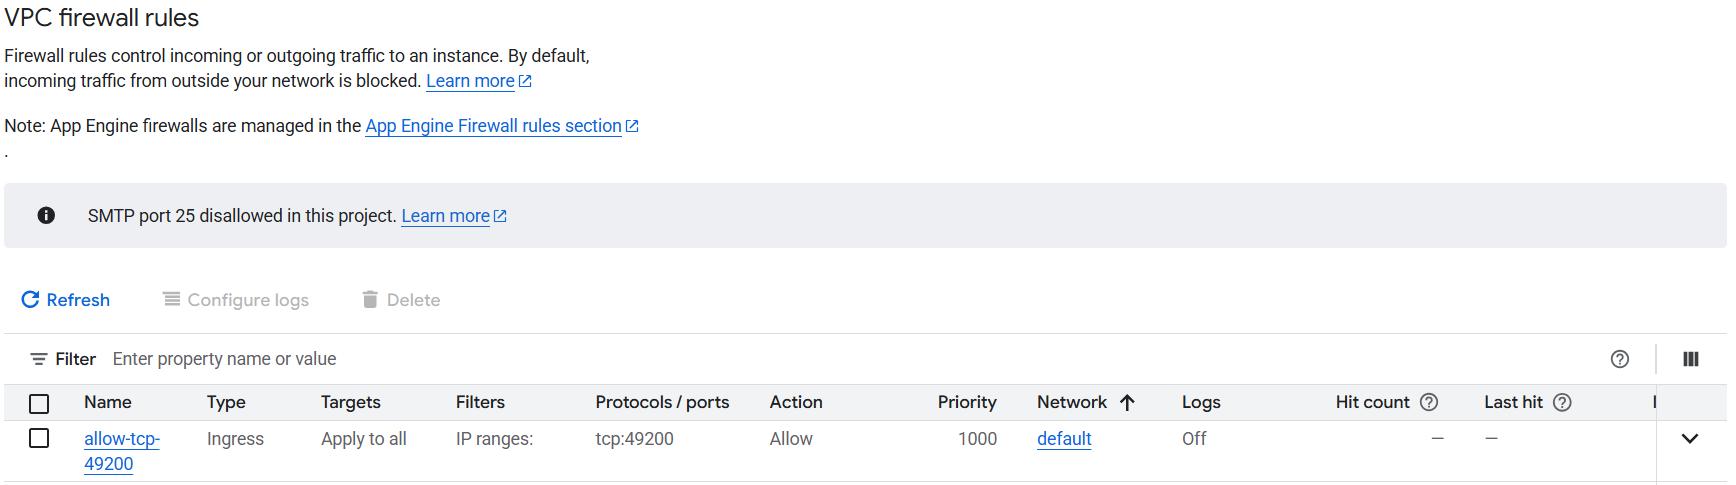 VPC firewall rules
Firewall rules control incoming or outgoing traffic to an instance. By default,
incoming traffic from outside your network is blocked. Learn more
Note: App Engine firewalls are managed in the App Engine Firewall rules section
.
SMTP port 25 disallowed in this project. Learn more
Refresh Configure logs Delete
Filter Enter property name or value
Name Type Targets Filters Protocols / ports Action Priority Network Logs Hit count Last hit
allow-tcp- Ingress Apply to all IP ranges: tcp:49200 Allow 1000 default Off — —
49200